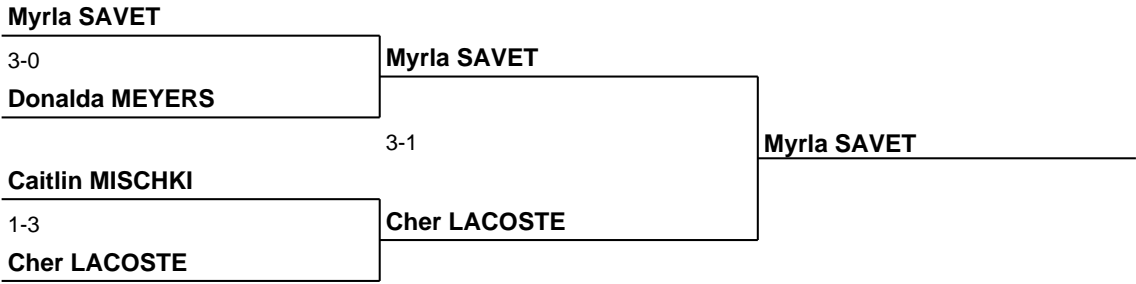 Myrla SAVET
3-0
Myrla SAVET
Donalda MEYERS
3-1
Myrla SAVET
Caitlin MISCHKI
1-3
Cher LACOSTE
Cher LACOSTE